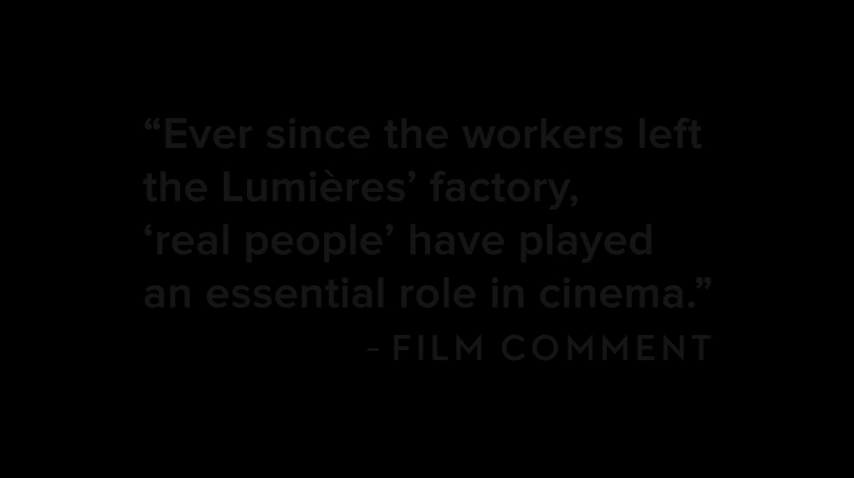 “Ever since the workers left
the Lumières’ factory,
‘real people’ have played
an essential role in cinema.”
– FILM COMMENT